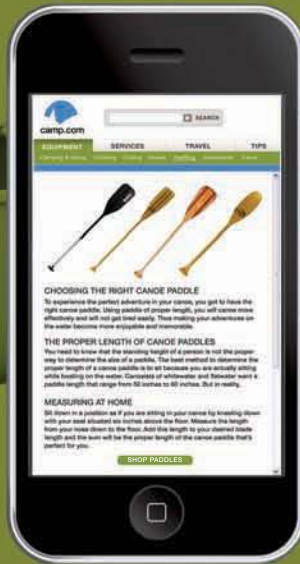 camp.com
SEARCH
EQUIPMENT SERVICES TRAVEL TIPS
Camping & Hiking Climbing Cycling Paddling
CHOOSING THE RIGHT CANOE PADDLE
To experience the perfect adventure in your canoe, you got to have the
right canoe paddle. Using paddle of proper length, you will canoe more
effectively and will not get tired easily. Thus making your adventures on
the water become more enjoyable and memorable.
THE PROPER LENGTH OF CANOE PADDLES
You need to know that the standing height of a person is not the proper
way to determine the size of a paddle. The best method to determine the
proper length of a canoe paddle is to sit because you are actually sitting
while boating on the water. Canoeists of whitewater and flatwater want a
paddle length that range from 50 inches to 60 inches. But in reality,
MEASURING AT HOME
Sit down in a position as if you are sitting in your canoe by kneeling down
with your seat situated six inches above the floor. Measure the length
from your nose down to the floor. Add this length to your desired blade
length and the sum will be the proper length of the canoe paddle that's
perfect for you.
SHOP PADDLES